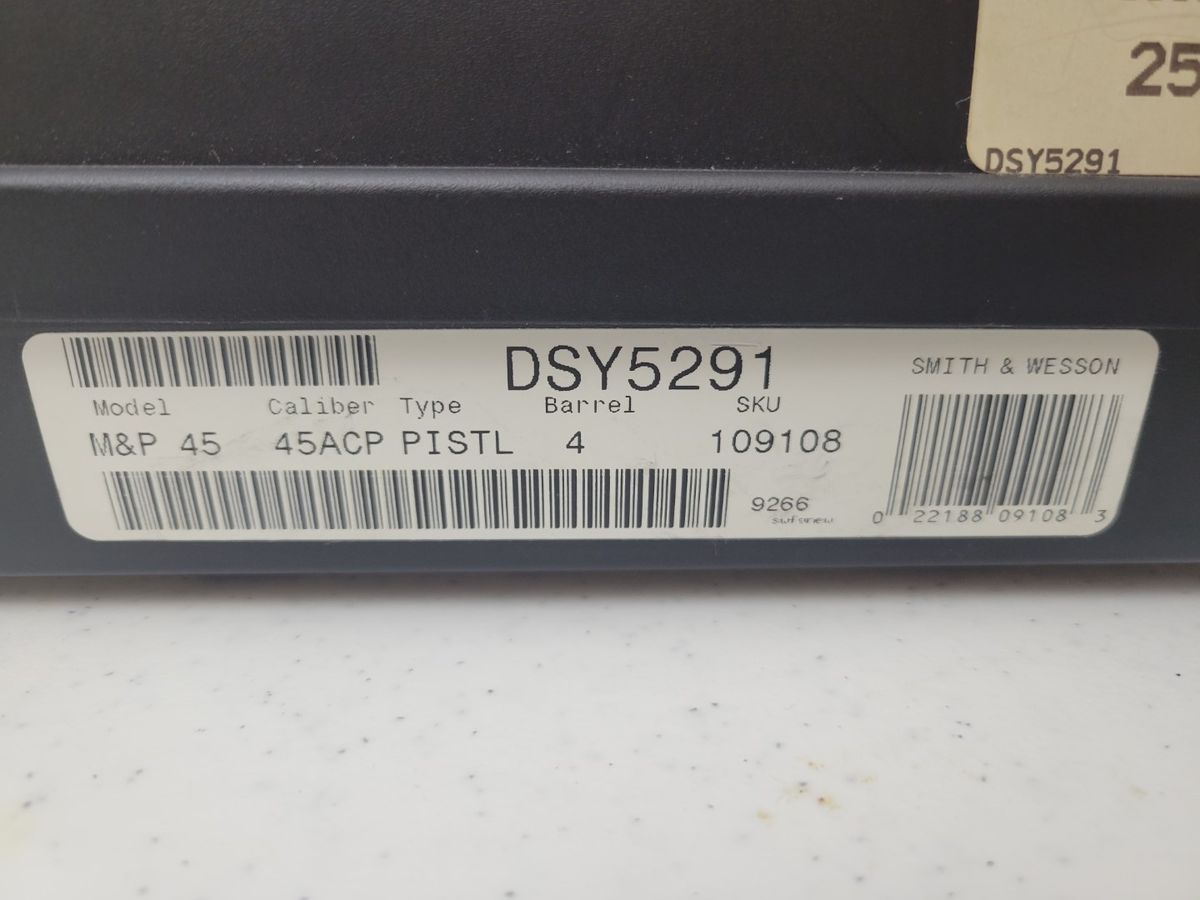 25
DSY5291
DSY5291
SMITH & WESSON
Model Caliber Type Barrel SKU
M&P 45 45ACP PISTL 4 109108
9266
0 22188 09108 3